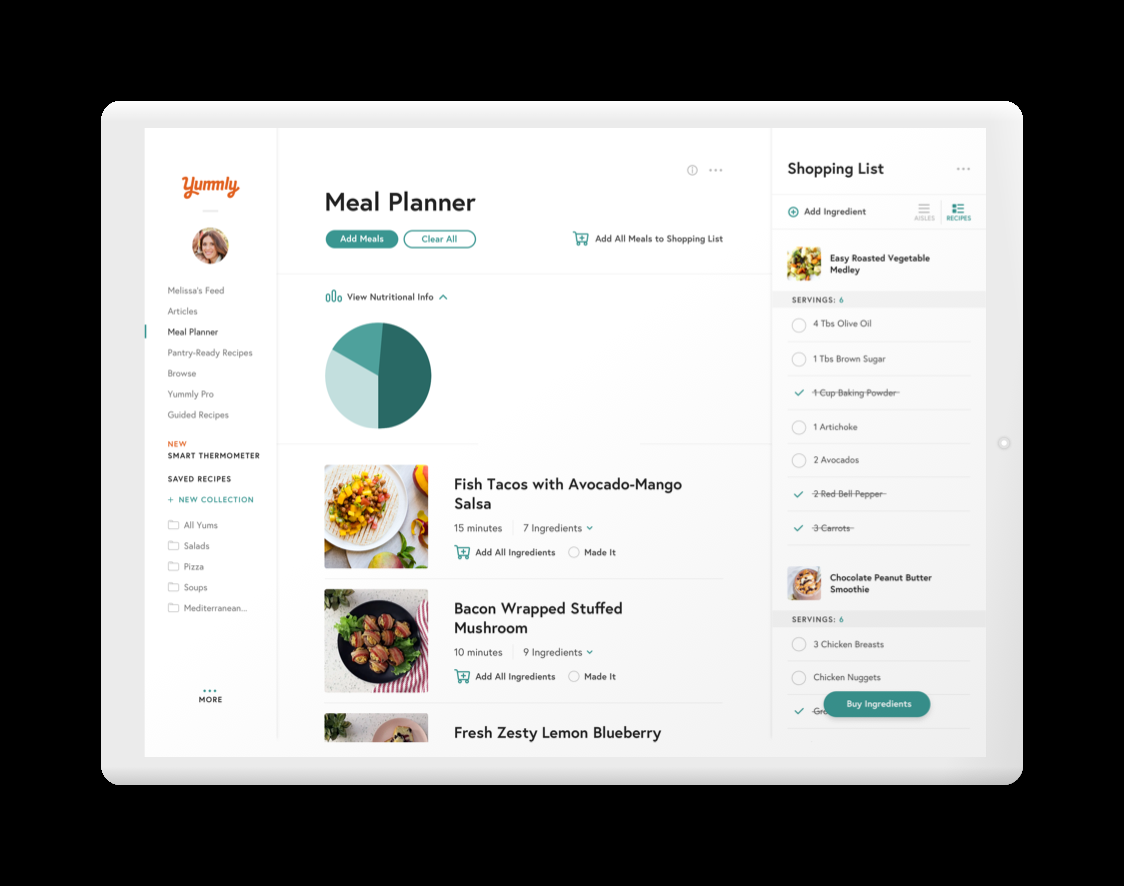 Yummly
Melissa's Feed
Articles
Meal Planner
Pantry-Ready Recipes
Browse
Yummly Pro
Guided Recipes
NEW
SMART THERMOMETER
SAVED RECIPES
+ NEW COLLECTION
All Yums
Salads
Pizza
Soups
Mediterranean...
MORE
Meal Planner
Add Meals
Clear All
Add All Meals to Shopping List
View Nutritional Info
Fish Tacos with Avocado-Mango
Salsa
15 minutes
7 Ingredients
Add All Ingredients
Made It
Bacon Wrapped Stuffed
Mushroom
10 minutes
9 Ingredients
Add All Ingredients
Made It
Fresh Zesty Lemon Blueberry
Shopping List
Add Ingredient
AISLES
RECIPES
Easy Roasted Vegetable
Medley
SERVINGS: 6
4 Tbs Olive Oil
1 Tbs Brown Sugar
1 Cup Baking Powder
1 Artichoke
2 Avocados
2 Red Bell Pepper
3 Carrots
Chocolate Peanut Butter
Smoothie
SERVINGS: 6
3 Chicken Breasts
Chicken Nuggets
Buy Ingredients